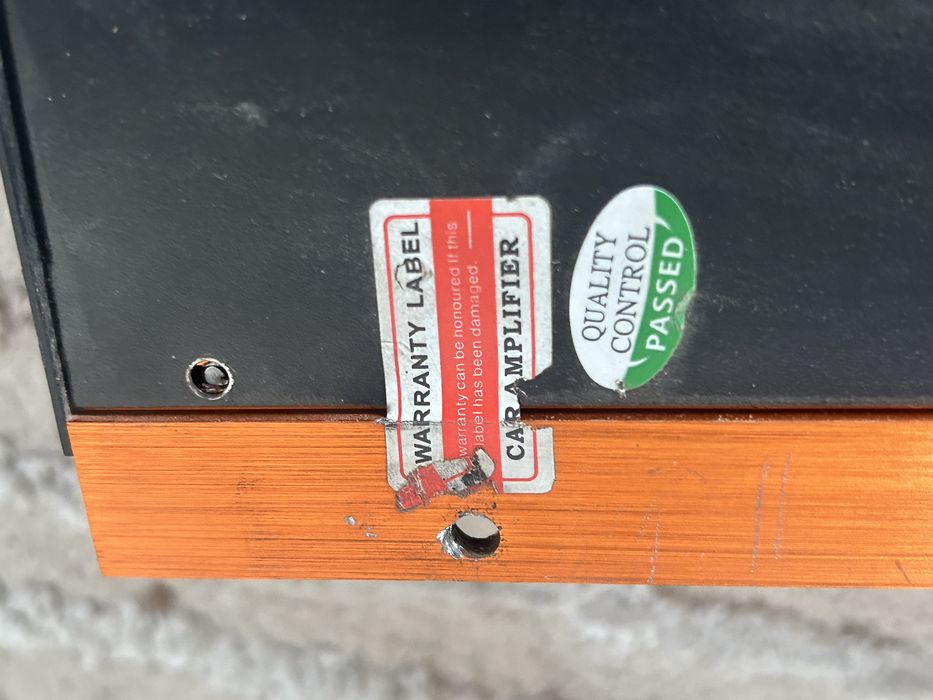 WARRANTY LABEL
warranty can be honoured if this
label has been damaged.
CAR AMPLIFIER
QUALITY
CONTROL
PASSED